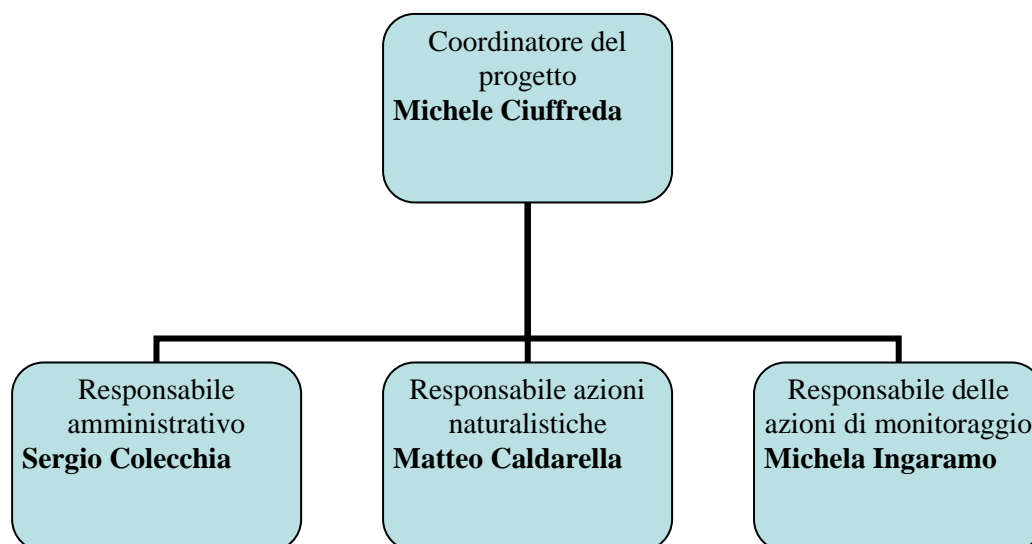 Coordinatore del
progetto
Michele Ciuffreda
Responsabile
amministrativo
Sergio Colecchia
Responsabile azioni
naturalistiche
Matteo Caldarella
Responsabile delle
azioni di monitoraggio
Michela Ingaramo